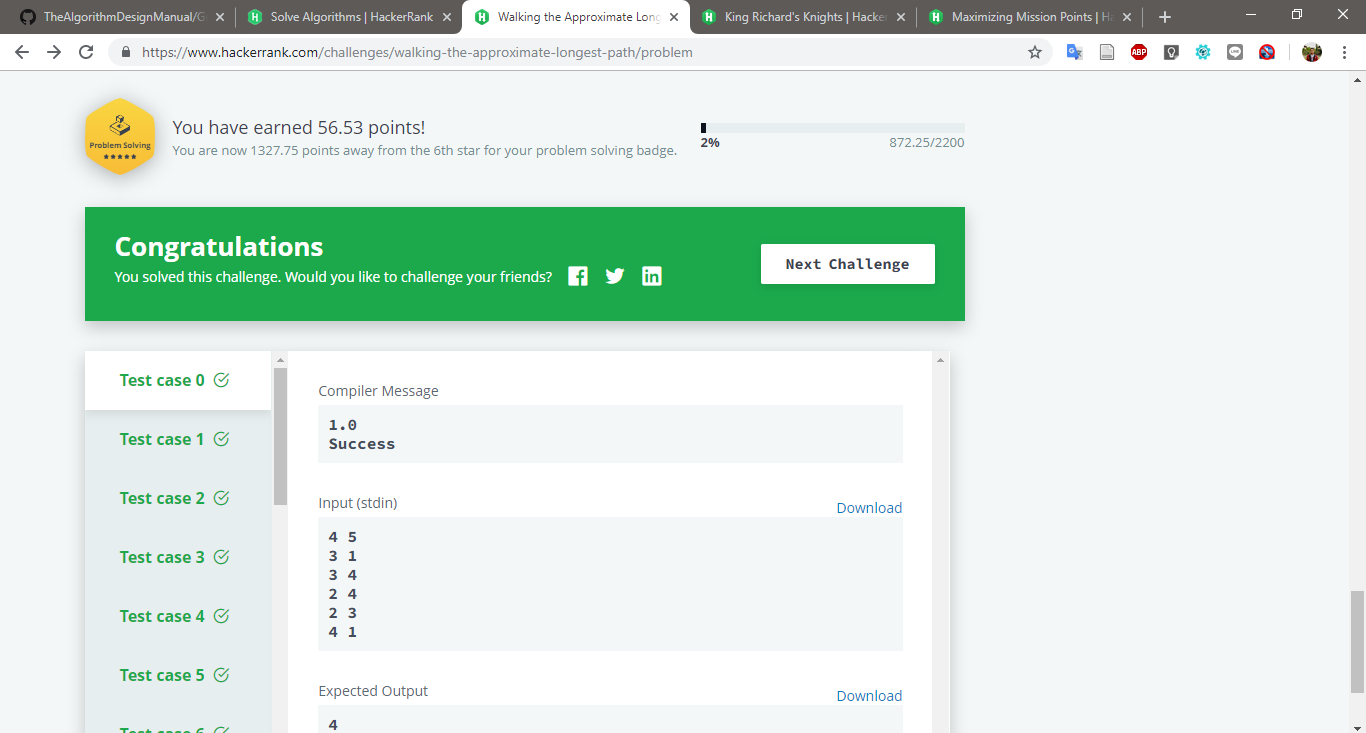 TheAlgorithmDesignManual/G
Solve Algorithms | HackerRank
Walking the Approximate Long
King Richard's Knights | Hacker
Maximizing Mission Points | Ha
https://www.hackerrank.com/challenges/walking-the-approximate-longest-path/problem
ABP
LINE
Problem Solving
You have earned 56.53 points!
You are now 1327.75 points away from the 6th star for your problem solving badge.
2%
872.25/2200
Congratulations
You solved this challenge. Would you like to challenge your friends?
Next Challenge
Test case 0
Test case 1
Test case 2
Test case 3
Test case 4
Test case 5
Test case 6
Compiler Message
1.0
Success
Input (stdin)
Download
4 5
3 1
3 4
2 4
2 3
4 1
Expected Output
Download
4